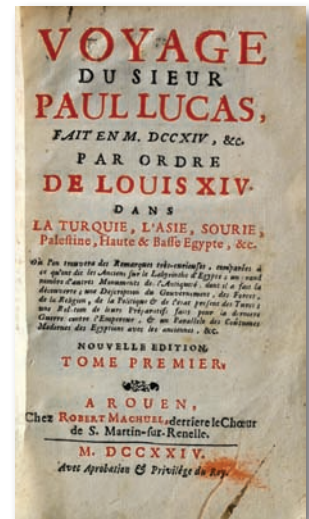 VOYAGE
DU SIEUR
PAUL LUCAS,
FAIT EN M. DCCXIV, &c.
PAR ORDRE
DE LOUIS XIV.
DANS
LA TURQUIE, L'ASIE, SOURIE,
Palestine, Haute & Basse Egypte, &c.
Où l'on trouvera des Remarques très-curieuses, comparées à
ce qu'ont dit les Anciens sur le Labyrinthe d'Egypte; un grand
nombre d'autres Monuments de l'Antiquité, dont il a fait la
découverte; une Description du Gouvernement, des Forces,
de la Religion, de la Politique & de l'état present des Turcs;
une Relation de leurs Préparatifs faits pour la derniere
Guerre contre l'Empereur, & un Parallele des Coûtumes
Modernes des Egyptiens avec les anciennes, &c.
NOUVELLE EDITION.
TOME PREMIER.
A ROUEN,
Chez ROBERT MACHUEL, derriere le Chœur
de S. Martin-sur-Renelle.
M. DCCXXIV.
Avec Aprobation & Privilége du Roy.